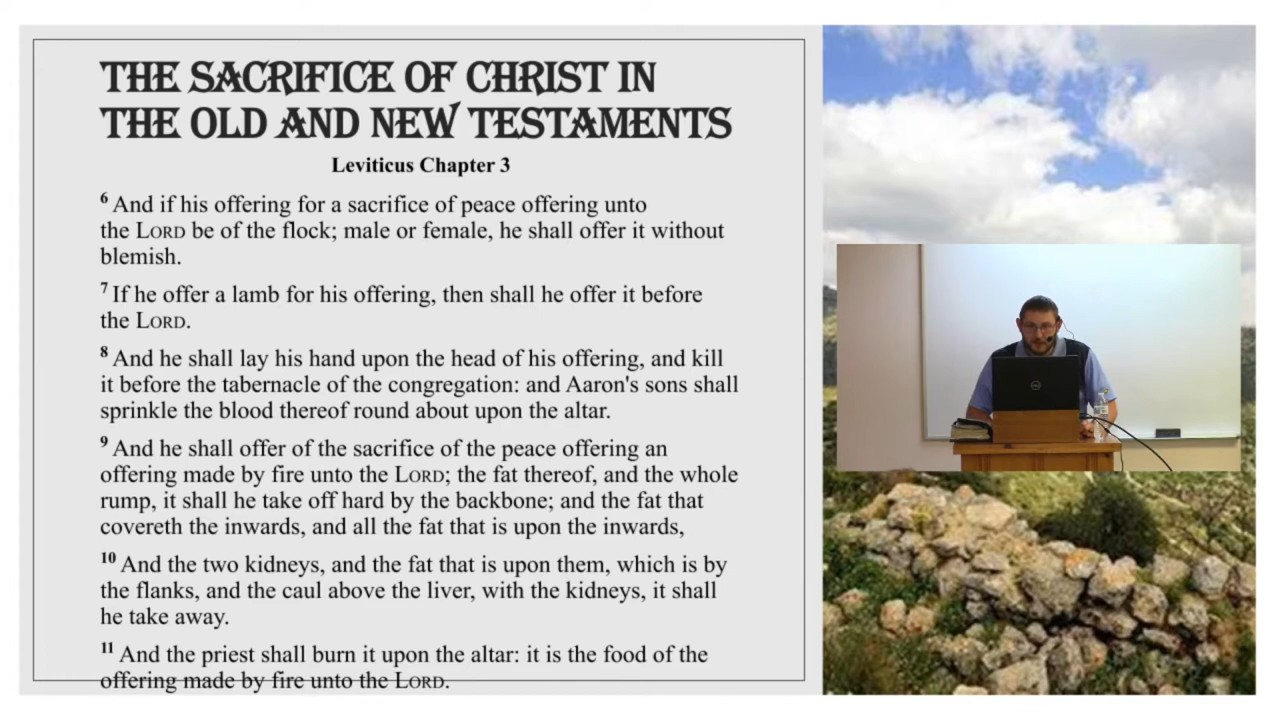 THE SACRIFICE OF CHRIST IN
THE OLD AND NEW TESTAMENTS
Leviticus Chapter 3
6 And if his offering for a sacrifice of peace offering unto
the LORD be of the flock; male or female, he shall offer it without
blemish.
7 If he offer a lamb for his offering, then shall he offer it before
the LORD.
8 And he shall lay his hand upon the head of his offering, and kill
it before the tabernacle of the congregation: and Aaron's sons shall
sprinkle the blood thereof round about upon the altar.
9 And he shall offer of the sacrifice of the peace offering an
offering made by fire unto the LORD; the fat thereof, and the whole
rump, it shall he take off hard by the backbone; and the fat that
covereth the inwards, and all the fat that is upon the inwards,
10 And the two kidneys, and the fat that is upon them, which is by
the flanks, and the caul above the liver, with the kidneys, it shall
he take away.
11 And the priest shall burn it upon the altar: it is the food of the
offering made by fire unto the LORD.